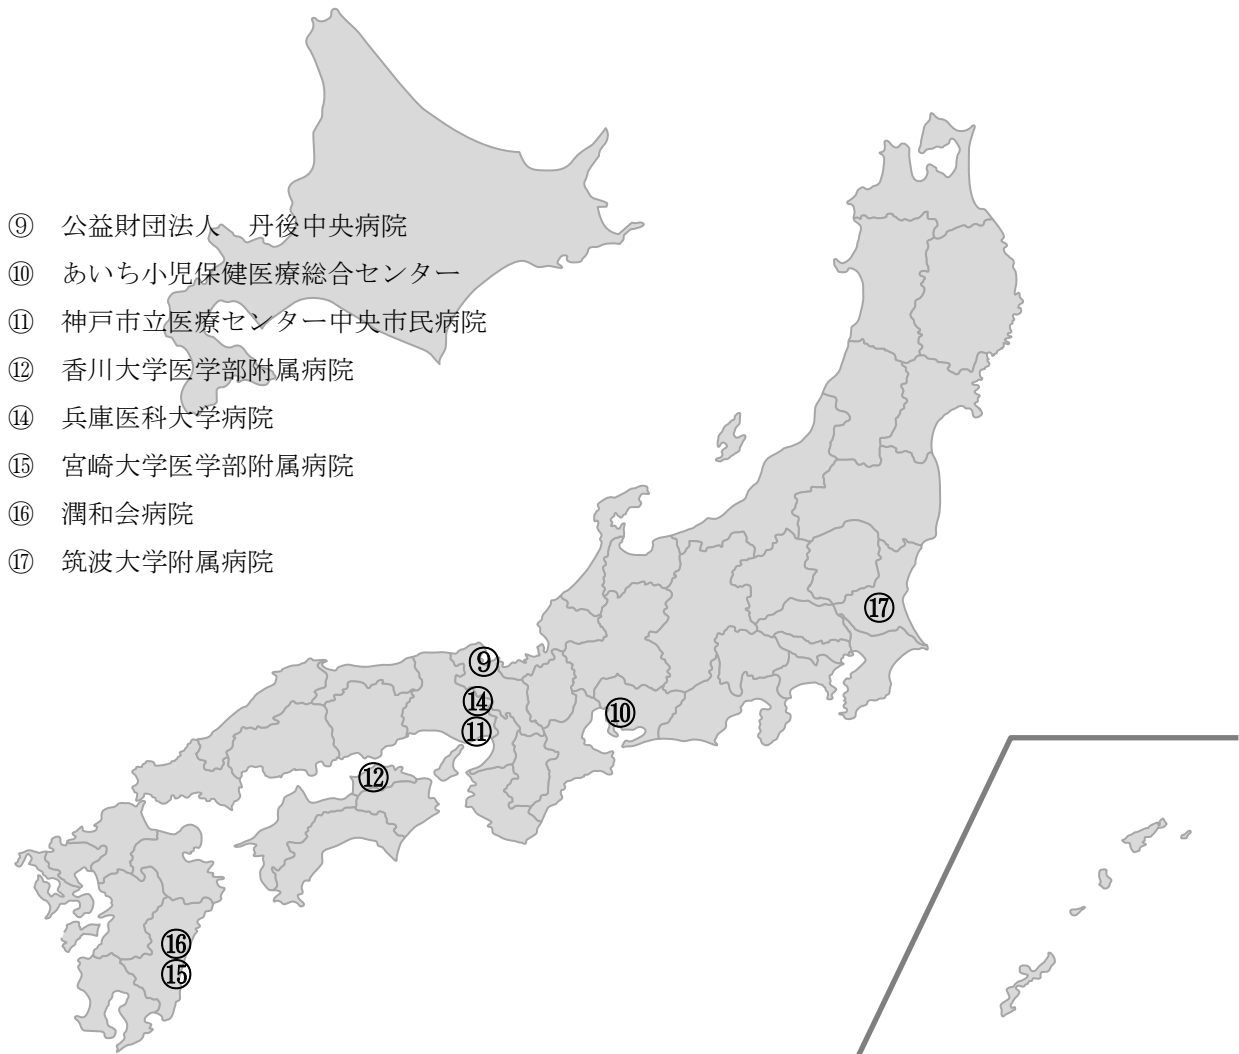 ⑨ 公益財団法人 丹後中央病院
⑩ あいち小児保健医療総合センター
⑪ 神戸市立医療センター中央市民病院
⑫ 香川大学医学部附属病院
⑭ 兵庫医科大学病院
⑮ 宮崎大学医学部附属病院
⑯ 潤和会病院
⑰ 筑波大学附属病院
⑰
⑨
⑭
⑩
⑪
⑫
⑯
⑮